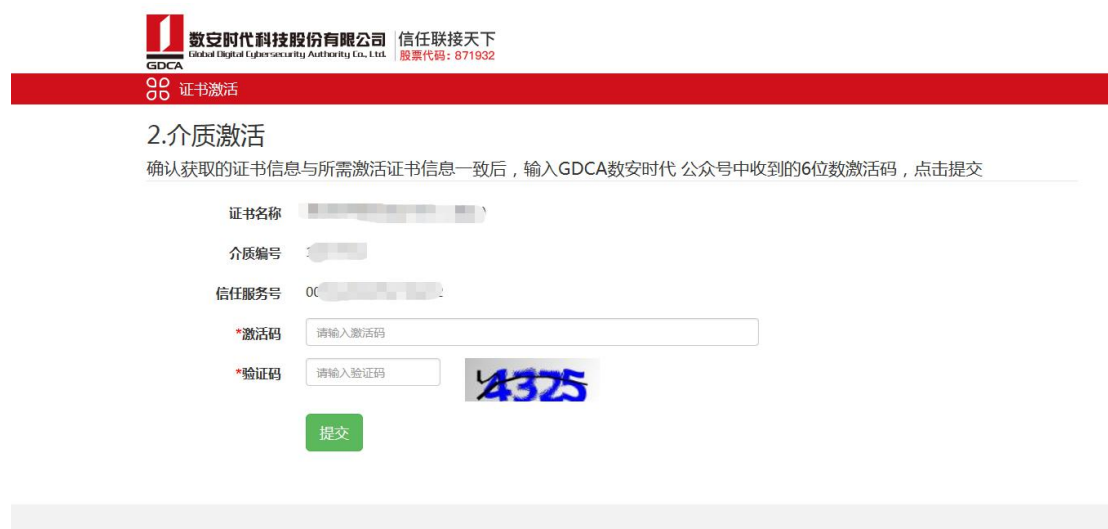 数安时代科技股份有限公司
Global Digital Cybersecurity Authority Co., Ltd.
GDCA
信任联接天下
股票代码: 871932
证书激活
2.介质激活
确认获取的证书信息与所需激活证书信息一致后，输入GDCA数安时代 公众号中收到的6位数激活码，点击提交
证书名称
介质编号
信任服务号 00
*激活码 请输入激活码
*验证码 请输入验证码 4325
提交